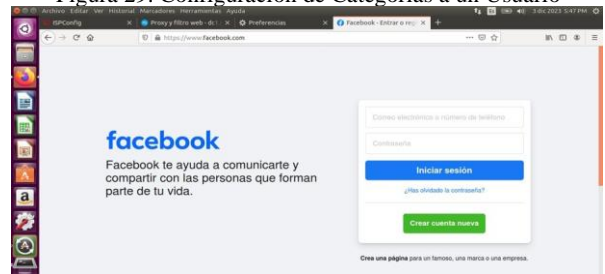 Figura 29. Configuración de Categorías a un Usuario
Archivo Editar Ver Historial Marcadores Herramientas Ayuda
3 dic 2023 5:47 PM
ISPConfig
Proxy y filtro web - dc1
Preferencias
Facebook - Entrar o regi
https://www.facebook.com
facebook
Facebook te ayuda a comunicarte y
compartir con las personas que forman
parte de tu vida.
Correo electrónico o número de teléfono
Contraseña
Iniciar sesión
¿Has olvidado la contraseña?
Crear cuenta nueva
Crea una página para un famoso, una marca o una empresa.